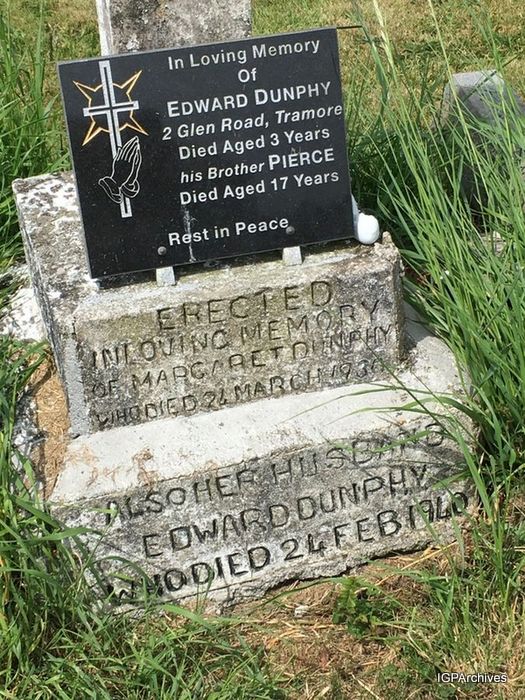 In Loving Memory
Of
EDWARD DUNPHY
2 Glen Road, Tramore
Died Aged 3 Years
his Brother PIERCE
Died Aged 17 Years
Rest in Peace
ERECTED
IN LOVING MEMORY
OF MARGARET DUNPHY
WHO DIED 24 MARCH
ALSO HER HUSBAND
EDWARD DUNPHY
WHO DIED 24 FEB 1940
IGPArchives